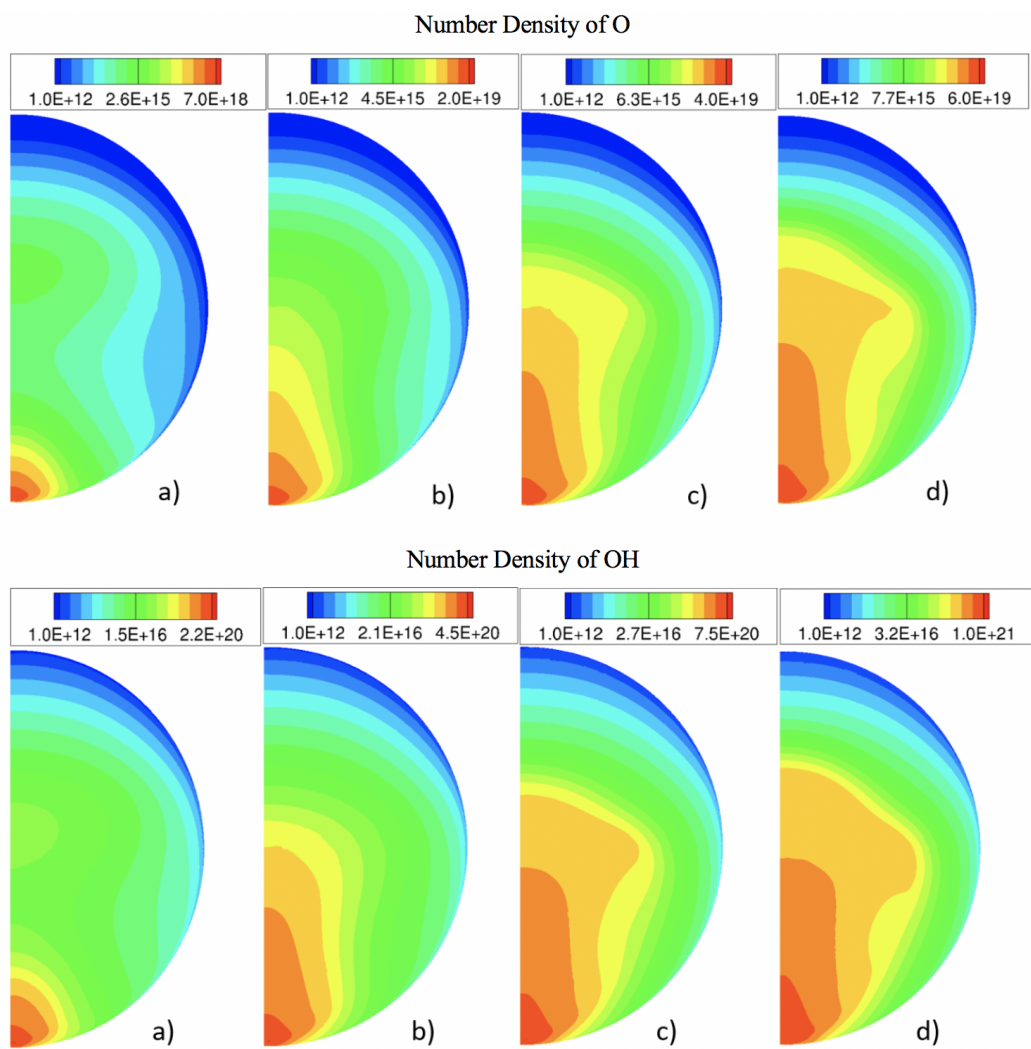 Number Density of O
1.0E+12 2.6E+15 7.0E+18
1.0E+12 4.5E+15 2.0E+19
1.0E+12 6.3E+15 4.0E+19
1.0E+12 7.7E+15 6.0E+19
a)
b)
c)
d)
Number Density of OH
1.0E+12 1.5E+16 2.2E+20
1.0E+12 2.1E+16 4.5E+20
1.0E+12 2.7E+16 7.5E+20
1.0E+12 3.2E+16 1.0E+21
a)
b)
c)
d)